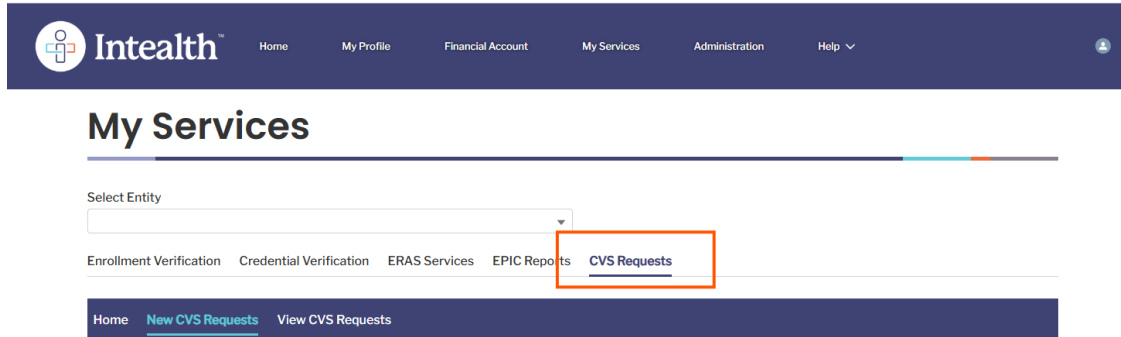 Intealth™ Home My Profile Financial Account My Services Administration Help
My Services
Select Entity
Enrollment Verification Credential Verification ERAS Services EPIC Reports CVS Requests
Home New CVS Requests View CVS Requests